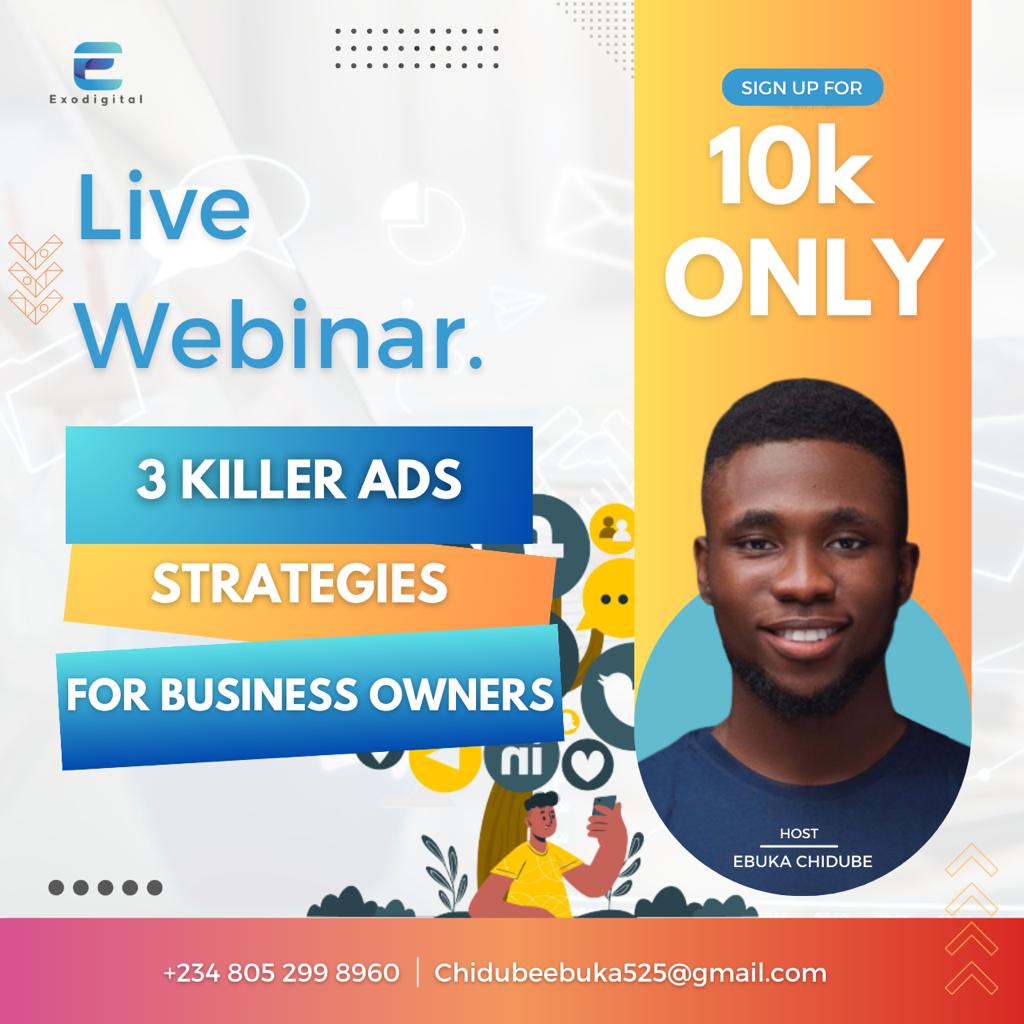 Exodigital
Live
Webinar.
3 KILLER ADS
STRATEGIES
FOR BUSINESS OWNERS
SIGN UP FOR
10k
ONLY
HOST
EBUKA CHIDUBE
+234 805 299 8960 | Chidubeebuka525@gmail.com